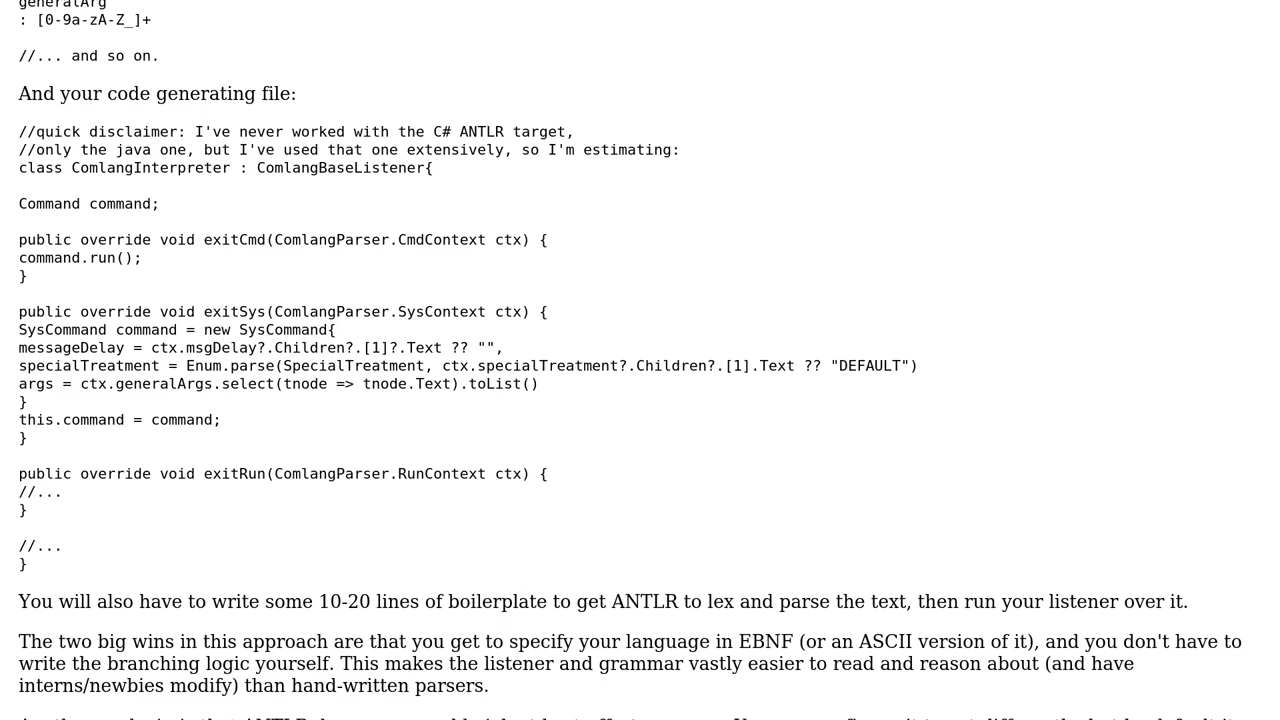 generalArg
: [0-9a-zA-Z_]+
//... and so on.
And your code generating file:
//quick disclaimer: I've never worked with the C# ANTLR target,
//only the java one, but I've used that one extensively, so I'm estimating:
class ComlangInterpreter : ComlangBaseListener{
Command command;
public override void exitCmd(ComlangParser.CmdContext ctx) {
command.run();
}
public override void exitSys(ComlangParser.SysContext ctx) {
SysCommand command = new SysCommand{
messageDelay = ctx.msgDelay?.Children?.[1]?.Text ?? "",
specialTreatment = Enum.parse(SpecialTreatment, ctx.specialTreatment?.Children?.[1].Text ?? "DEFAULT")
args = ctx.generalArgs.select(tnode => tnode.Text).toList()
}
this.command = command;
}
public override void exitRun(ComlangParser.RunContext ctx) {
//...
}
//...
}
You will also have to write some 10-20 lines of boilerplate to get ANTLR to lex and parse the text, then run your listener over it.
The two big wins in this approach are that you get to specify your language in EBNF (or an ASCII version of it), and you don't have to
write the branching logic yourself. This makes the listener and grammar vastly easier to read and reason about (and have
interns/newbies modify) than hand-written parsers.